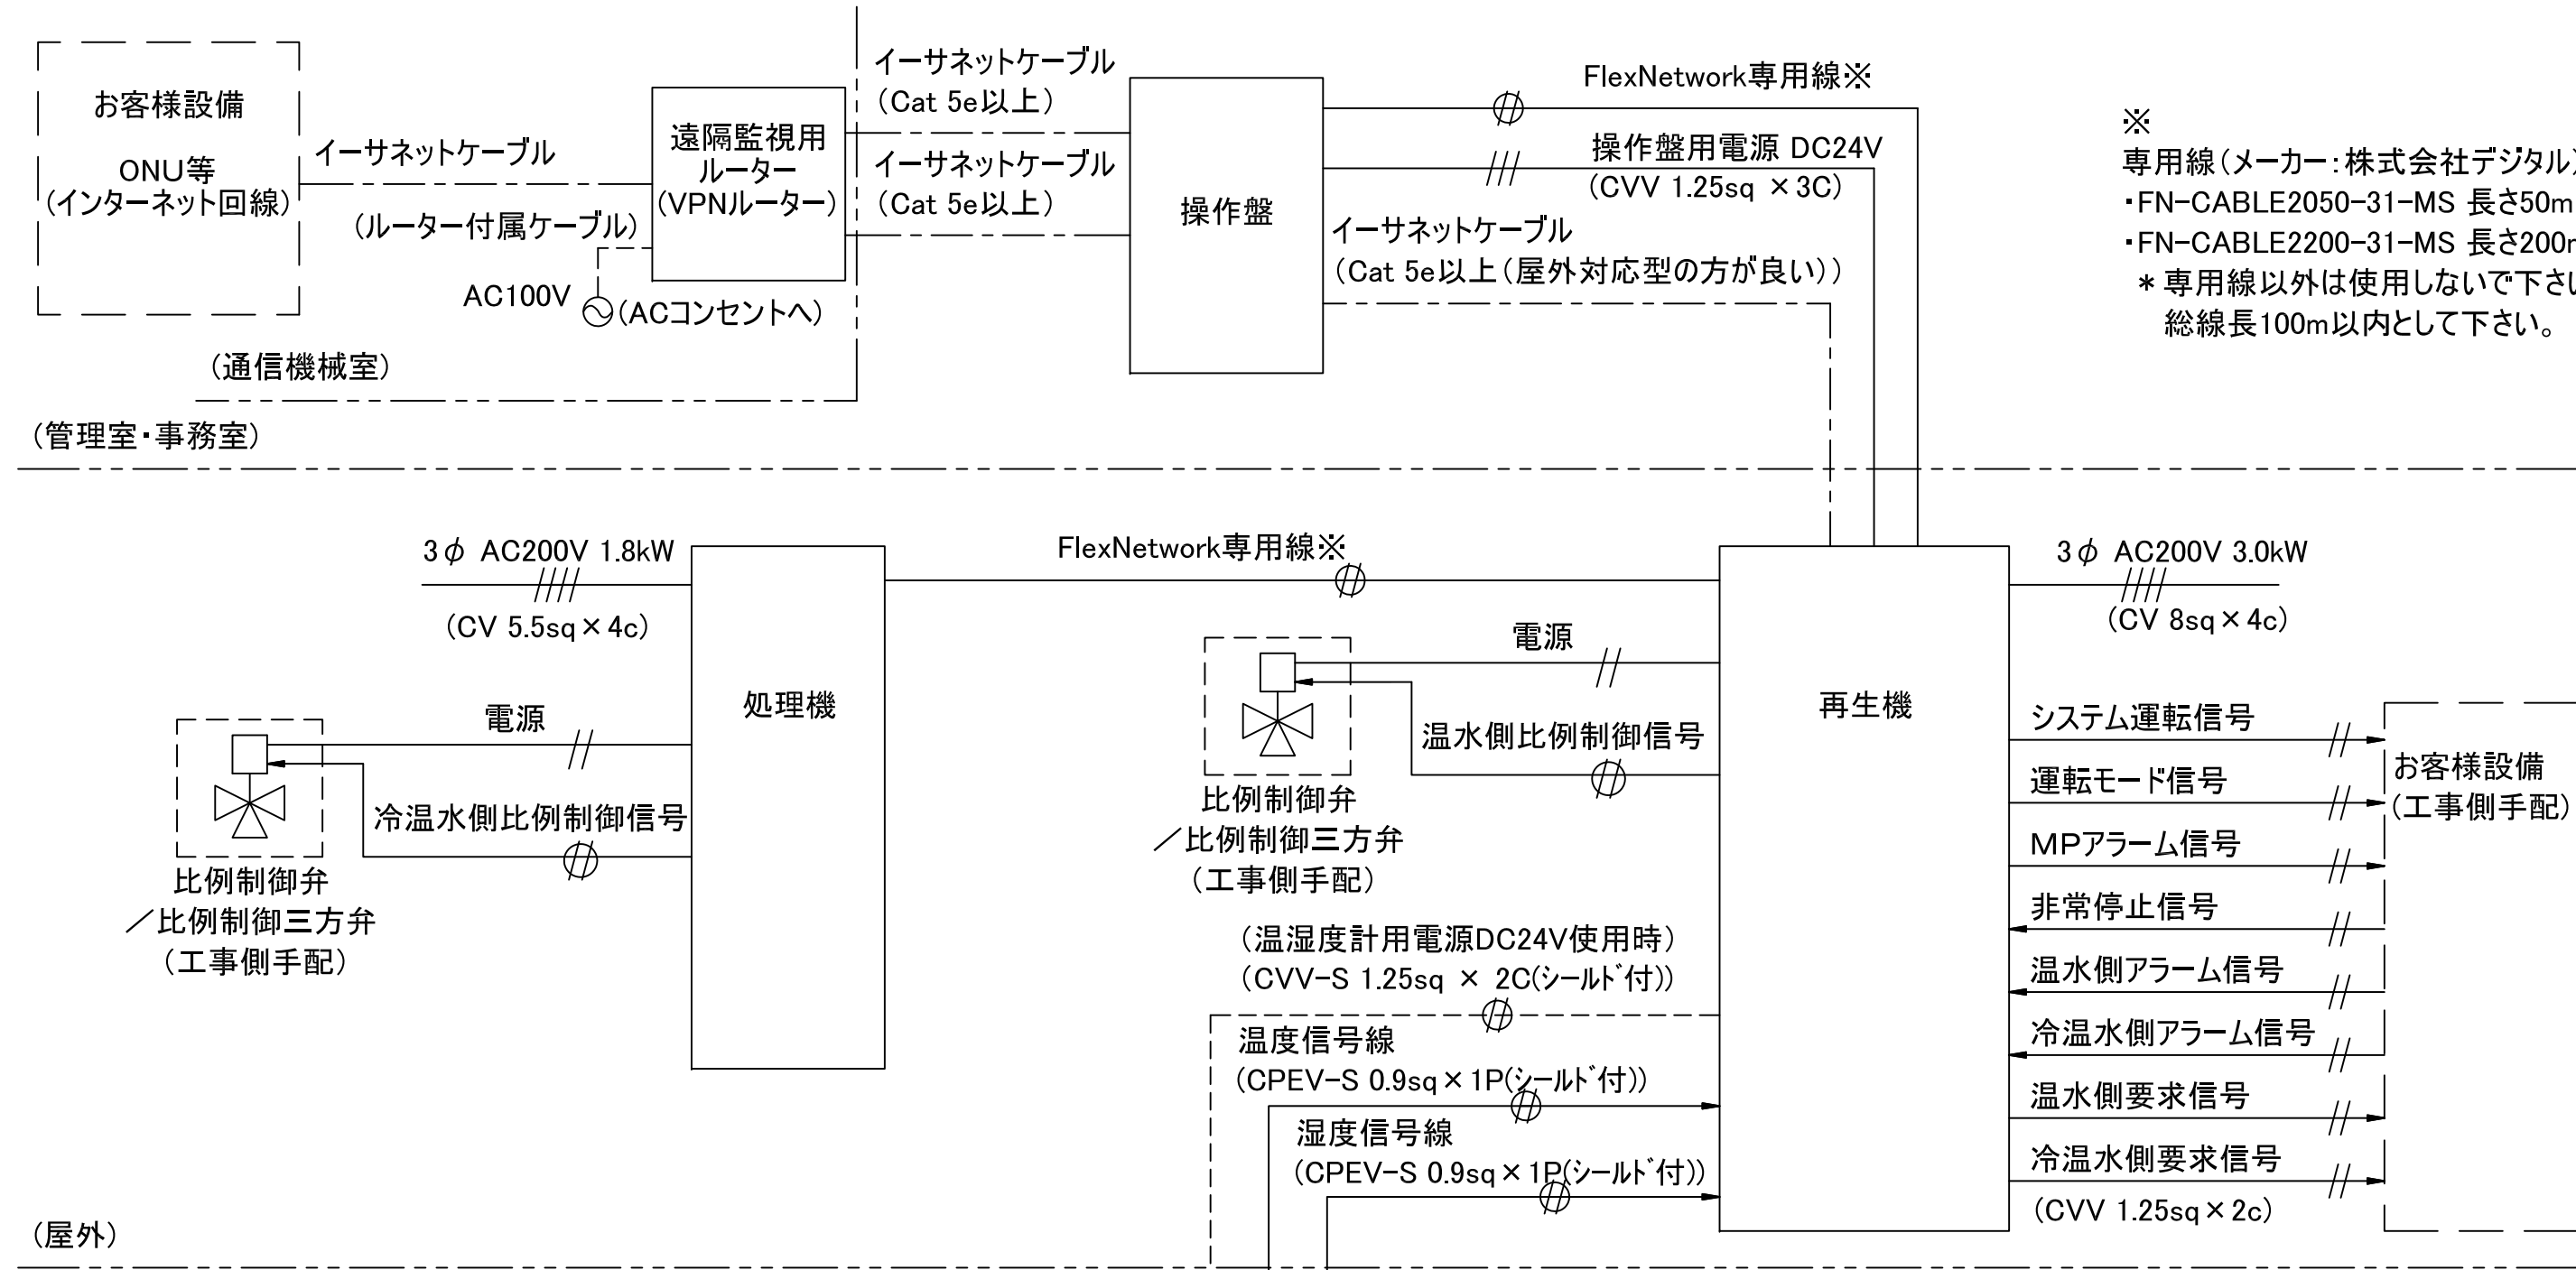 お客様設備
ONU等
(インターネット回線)
イーサネットケーブル
(ルーター付属ケーブル)
AC100V
(ACコンセントへ)
遠隔監視用
ルーター
(VPNルーター)
イーサネットケーブル
(Cat 5e以上)
イーサネットケーブル
(Cat 5e以上)
操作盤
FlexNetwork専用線※
操作盤用電源 DC24V
(CVV 1.25sq ×3C)
イーサネットケーブル
(Cat 5e以上(屋外対応型の方が良い))
※
専用線(メーカー:株式会社デジタル)
・FN-CABLE2050-31-MS 長さ50m
・FN-CABLE2200-31-MS 長さ200m
*専用線以外は使用しないで下さい
総線長100m以内として下さい。
(通信機械室)
(管理室・事務室)
3φ AC200V 1.8kW
(CV 5.5sq×4c)
電源
冷温水側比例制御信号
比例制御弁
／比例制御三方弁
(工事側手配)
処理機
FlexNetwork専用線※
電源
温水側比例制御信号
比例制御弁
／比例制御三方弁
(工事側手配)
(温湿度計用電源DC24V使用時)
(CVV-S 1.25sq × 2C(シールド付))
温度信号線
(CPEV-S 0.9sq×1P(シールド付))
湿度信号線
(CPEV-S 0.9sq×1P(シールド付))
再生機
3φ AC200V 3.0kW
(CV 8sq×4c)
システム運転信号
運転モード信号
MPアラーム信号
非常停止信号
温水側アラーム信号
冷温水側アラーム信号
温水側要求信号
冷温水側要求信号
(CVV 1.25sq×2c)
お客様設備
(工事側手配)
(屋外)